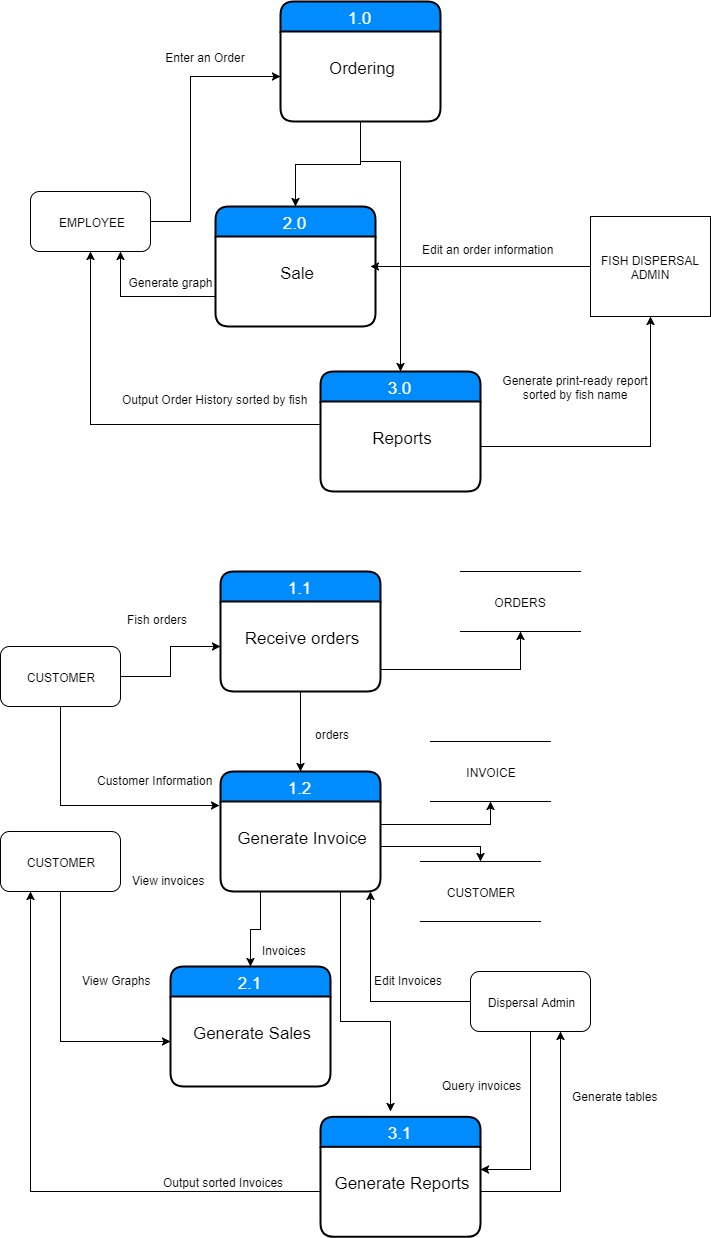 1.0
Ordering
Enter an Order
EMPLOYEE
2.0
Sale
Generate graph
Edit an order information
FISH DISPERSAL
ADMIN
3.0
Reports
Output Order History sorted by fish
Generate print-ready report
sorted by fish name
1.1
Receive orders
Fish orders
CUSTOMER
ORDERS
orders
Customer Information
1.2
Generate Invoice
INVOICE
CUSTOMER
CUSTOMER
View invoices
Invoices
View Graphs
2.1
Generate Sales
Edit Invoices
Dispersal Admin
Query invoices
Generate tables
3.1
Generate Reports
Output sorted Invoices